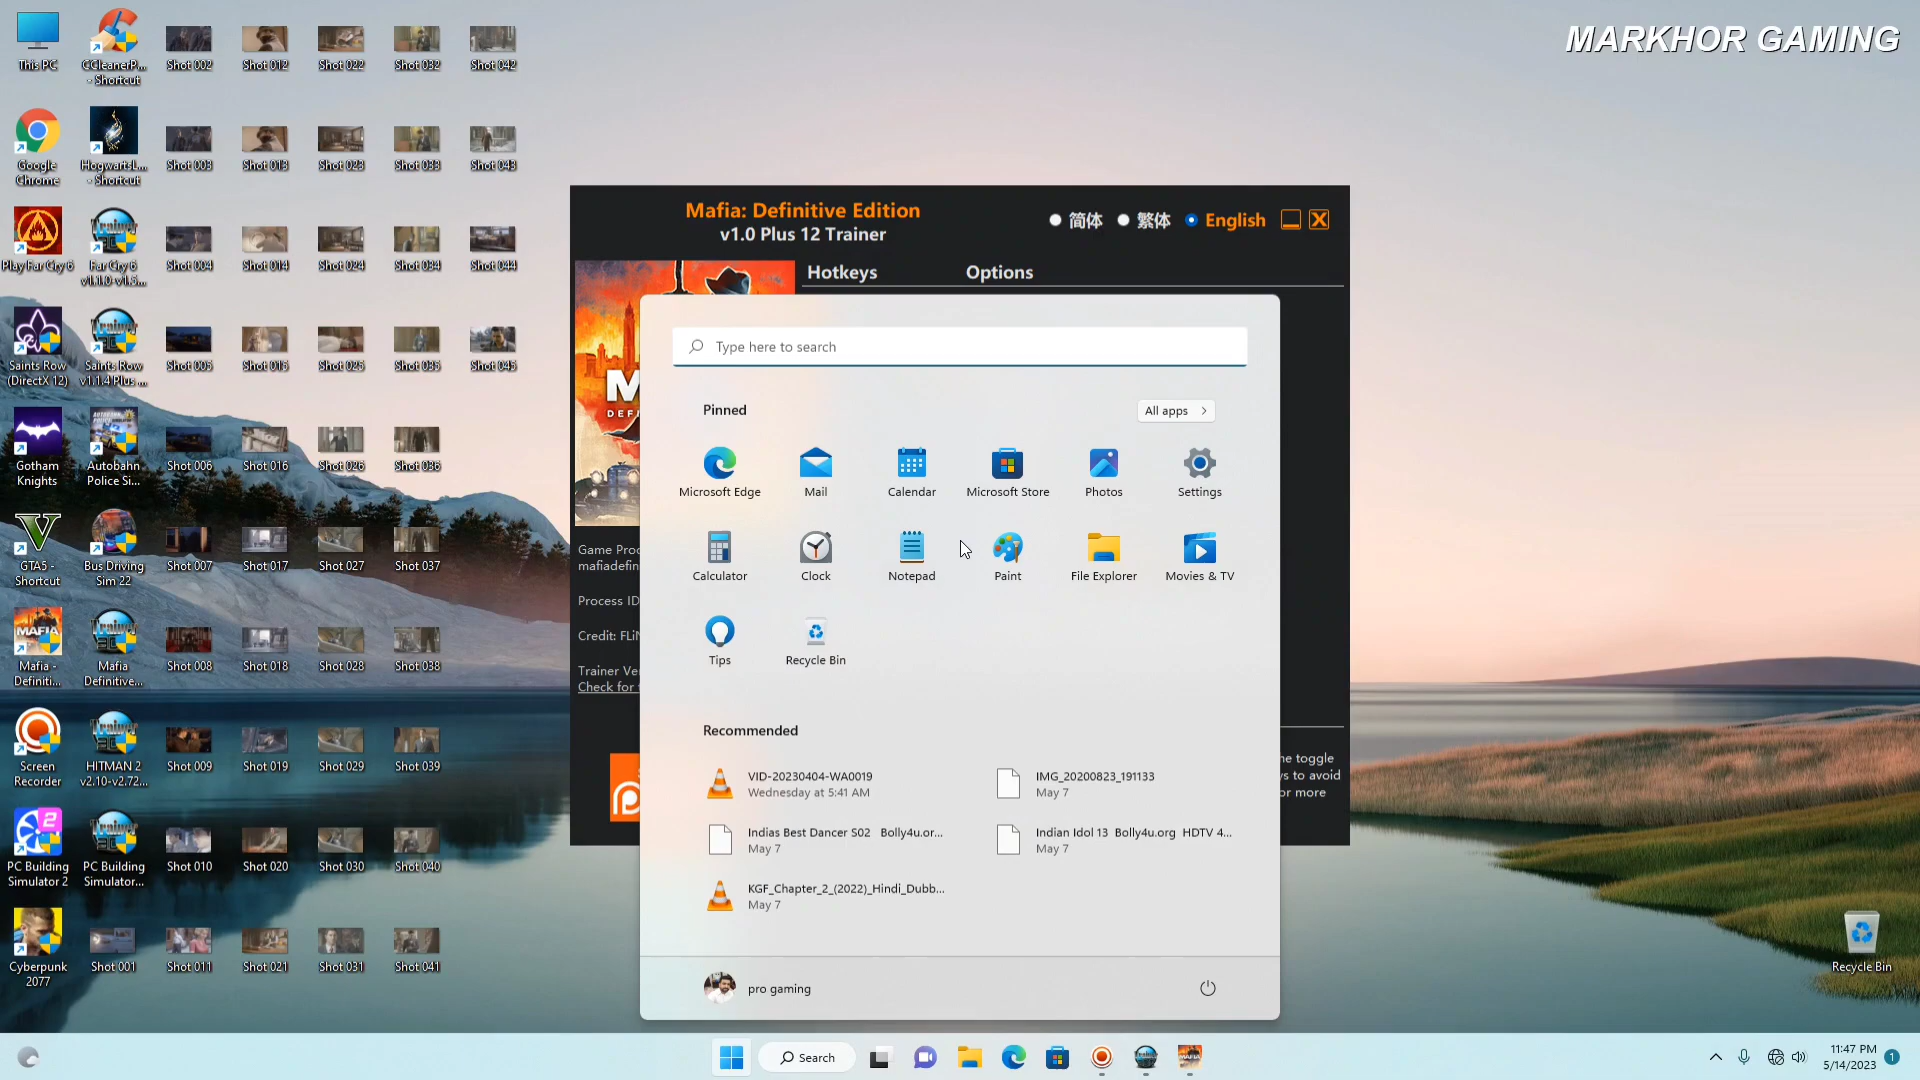 MARKHOR GAMING
This PC
CCleanerP...
- Shortcut
Shot 002
Shot 012
Shot 022
Shot 032
Shot 042
Google
Chrome
HogwartsL...
- Shortcut
Shot 003
Shot 013
Shot 023
Shot 033
Shot 043
Play Far Cry 6
Far Cry 6
v1.1.0-v1.5...
Shot 004
Shot 014
Shot 024
Shot 034
Shot 044
Saints Row
(DirectX 12)
Saints Row
v1.1.4 Plus ...
Shot 005
Shot 015
Shot 025
Shot 035
Shot 045
Gotham
Knights
Autobahn
Police Si...
Shot 006
Shot 016
Shot 026
Shot 036
GTA5 -
Shortcut
Bus Driving
Sim 22
Shot 007
Shot 017
Shot 027
Shot 037
Mafia -
Definiti...
Mafia
Definitive...
Shot 008
Shot 018
Shot 028
Shot 038
Screen
Recorder
HITMAN 2
v2.10-v2.72...
Shot 009
Shot 019
Shot 029
Shot 039
PC Building
Simulator 2
PC Building
Simulator...
Shot 010
Shot 020
Shot 030
Shot 040
Cyberpunk
2077
Shot 001
Shot 011
Shot 021
Shot 031
Shot 041
Mafia: Definitive Edition
v1.0 Plus 12 Trainer
简体
繁体
English
Hotkeys
Options
Game Proc
mafiadefin
Process ID
Credit: FLiN
Trainer Ver
Check for
he toggle
ys to avoid
or more
Type here to search
Pinned
All apps
Microsoft Edge
Mail
Calendar
Microsoft Store
Photos
Settings
Calculator
Clock
Notepad
Paint
File Explorer
Movies & TV
Tips
Recycle Bin
Recommended
VID-20230404-WA0019
Wednesday at 5:41 AM
IMG_20200823_191133
May 7
Indias Best Dancer S02 Bolly4u.or...
May 7
Indian Idol 13 Bolly4u.org HDTV 4...
May 7
KGF_Chapter_2_(2022)_Hindi_Dubb...
May 7
pro gaming
Recycle Bin
Search
11:47 PM
5/14/2023
1